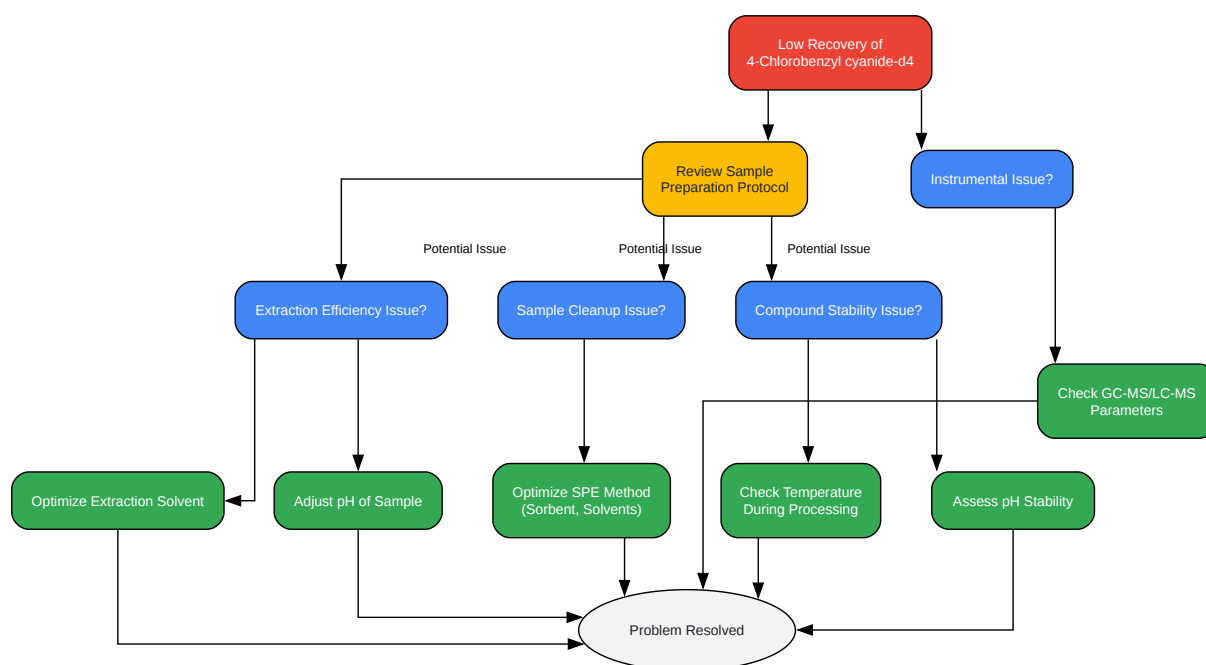 Low Recovery of
4-Chlorobenzyl cyanide-d4
Review Sample
Preparation Protocol
Instrumental Issue?
Potential Issue
Potential Issue
Potential Issue
Extraction Efficiency Issue?
Sample Cleanup Issue?
Compound Stability Issue?
Check GC-MS/LC-MS
Parameters
Optimize Extraction Solvent
Adjust pH of Sample
Optimize SPE Method
(Sorbent, Solvents)
Check Temperature
During Processing
Assess pH Stability
Problem Resolved